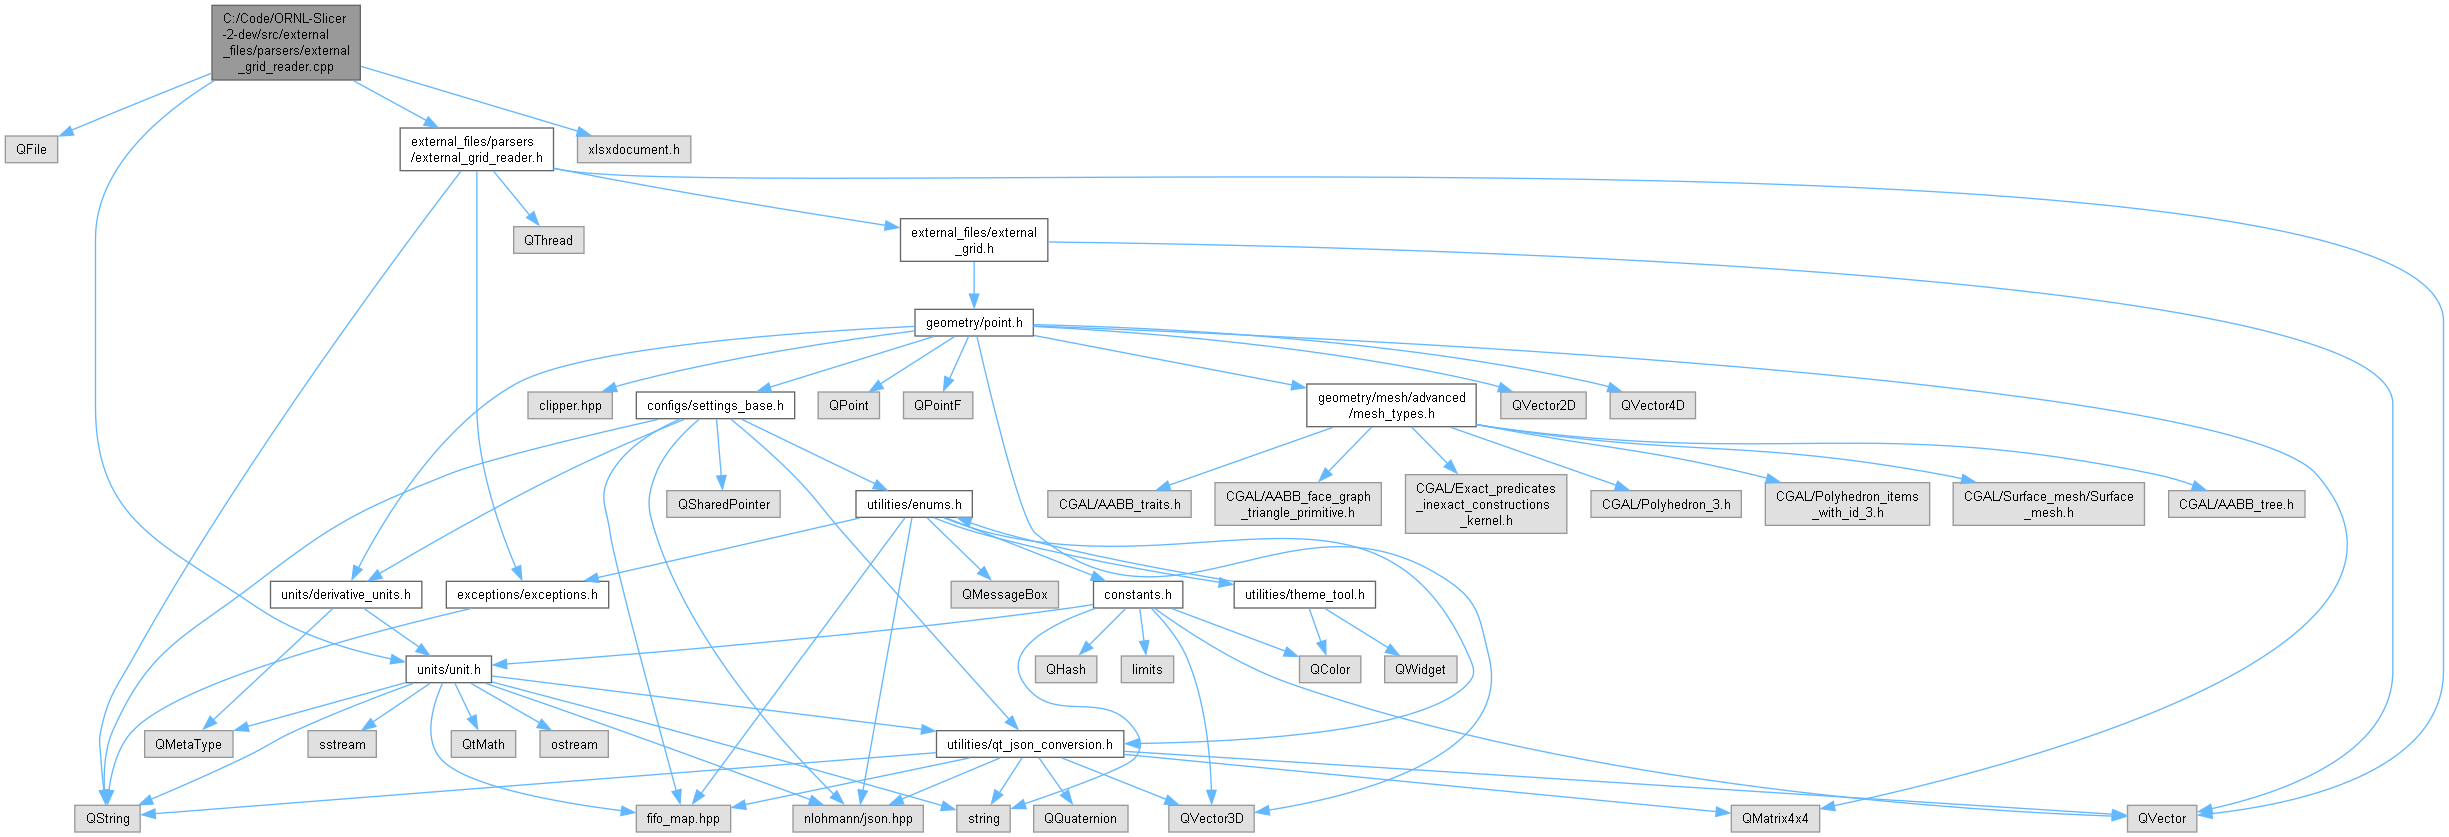 C:/Code/ORNL-Slicer
-2-dev/src/external
_files/parsers/external
_grid_reader.cpp
QFile
external_files/parsers
/external_grid_reader.h
xlsxdocument.h
QThread
external_files/external
_grid.h
geometry/point.h
clipper.hpp
configs/settings_base.h
QPoint
QPointF
geometry/mesh/advanced
/mesh_types.h
QVector2D
QVector4D
QSharedPointer
utilities/enums.h
CGAL/AABB_traits.h
CGAL/AABB_face_graph
_triangle_primitive.h
CGAL/Exact_predicates
_inexact_constructions
_kernel.h
CGAL/Polyhedron_3.h
CGAL/Polyhedron_items
_with_id_3.h
CGAL/Surface_mesh/Surface
_mesh.h
CGAL/AABB_tree.h
units/derivative_units.h
exceptions/exceptions.h
QMessageBox
constants.h
utilities/theme_tool.h
units/unit.h
QHash
limits
QColor
QWidget
QMetaType
sstream
QtMath
ostream
utilities/qt_json_conversion.h
QString
fifo_map.hpp
nlohmann/json.hpp
string
QQuaternion
QVector3D
QMatrix4x4
QVector